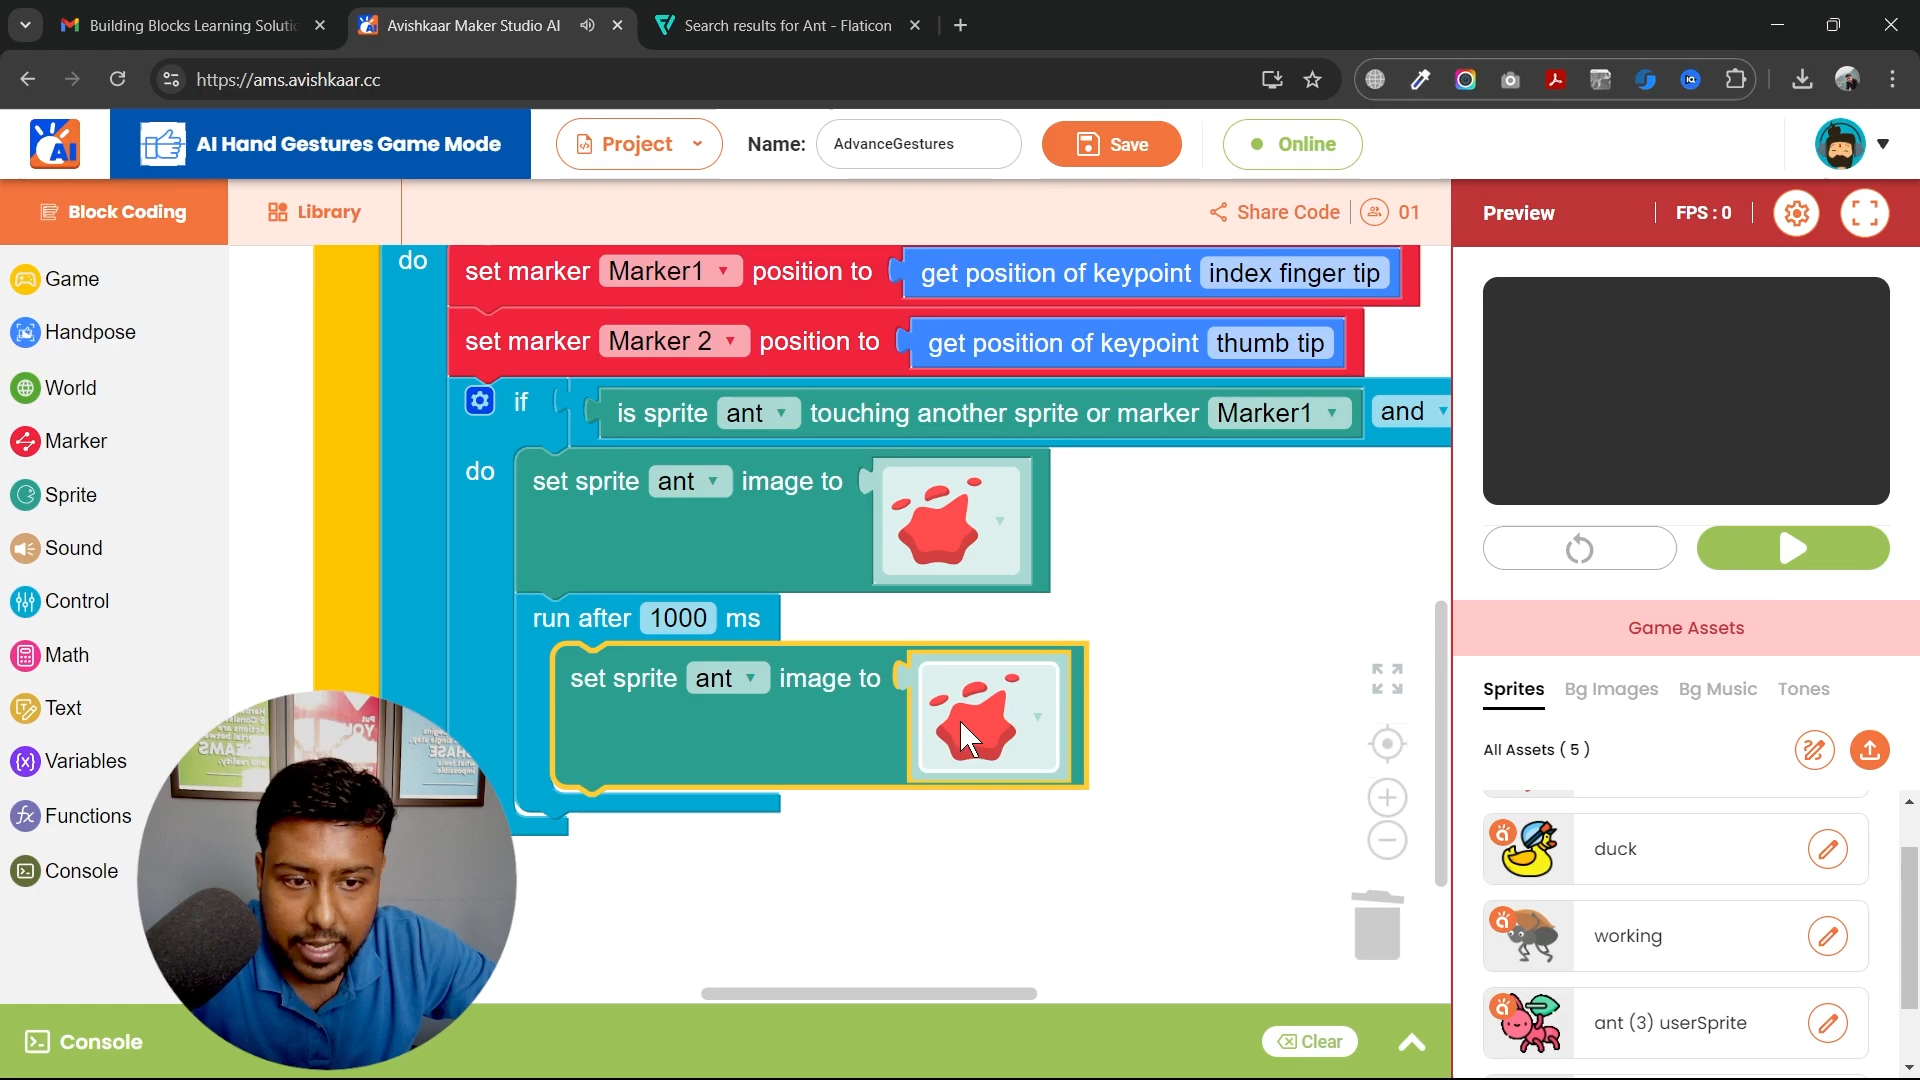 Building Blocks Learning Solutic
Avishkaar Maker Studio AI
Search results for Ant - Flaticon
https://ams.avishkaar.cc
AI
AI Hand Gestures Game Mode
Project
Name:
AdvanceGestures
Save
Online
Block Coding
Library
Share Code
01
Preview
FPS : 0
Game
Handpose
World
Marker
Sprite
Sound
Control
Math
Text
Variables
Functions
Console
do
set marker Marker1 position to get position of keypoint index finger tip
set marker Marker 2 position to get position of keypoint thumb tip
if is sprite ant touching another sprite or marker Marker1 and
do
set sprite ant image to
run after 1000 ms
set sprite ant image to
Game Assets
Sprites
Bg Images
Bg Music
Tones
All Assets ( 5 )
duck
working
ant (3) userSprite
Console
Clear